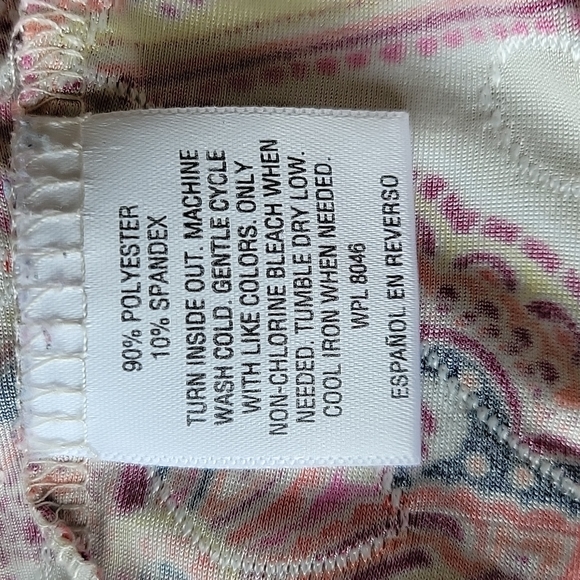 90% POLYESTER
10% SPANDEX
TURN INSIDE OUT. MACHINE
WASH COLD. GENTLE CYCLE
WITH LIKE COLORS. ONLY
NON-CHLORINE BLEACH WHEN
NEEDED. TUMBLE DRY LOW.
COOL IRON WHEN NEEDED.
WPL 8046
ESPAÑOL EN REVERSO